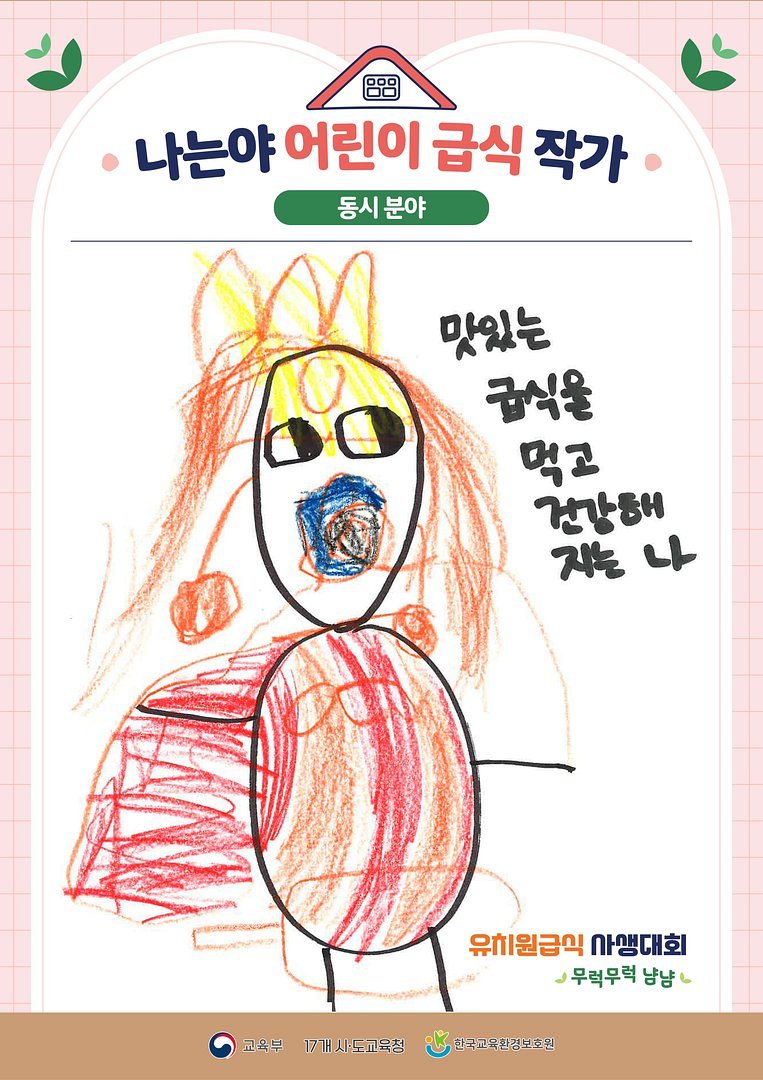 나는야 어린이 급식 작가
동시 분야
맛있는
급식을
먹고
건강해
지는 나
유치원급식 사생대회
무럭무럭 냠냠
교육부 17개 시·도교육청 한국교육환경보호원